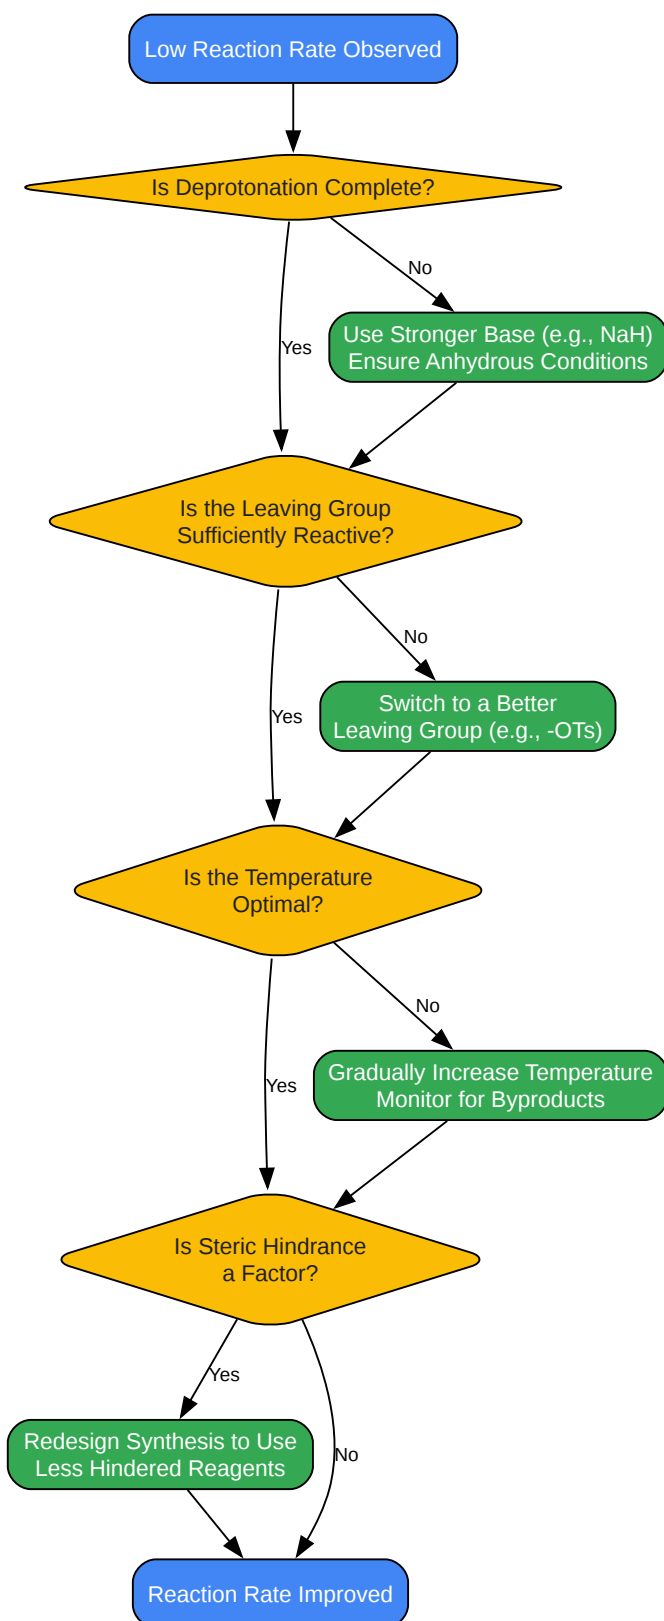 Low Reaction Rate Observed
Is Deprotonation Complete?
No
Use Stronger Base (e.g., NaH)
Ensure Anhydrous Conditions
Yes
Is the Leaving Group
Sufficiently Reactive?
No
Switch to a Better
Leaving Group (e.g., -OTs)
Yes
Is the Temperature
Optimal?
No
Gradually Increase Temperature
Monitor for Byproducts
Yes
Is Steric Hindrance
a Factor?
Yes
Redesign Synthesis to Use
Less Hindered Reagents
No
Reaction Rate Improved